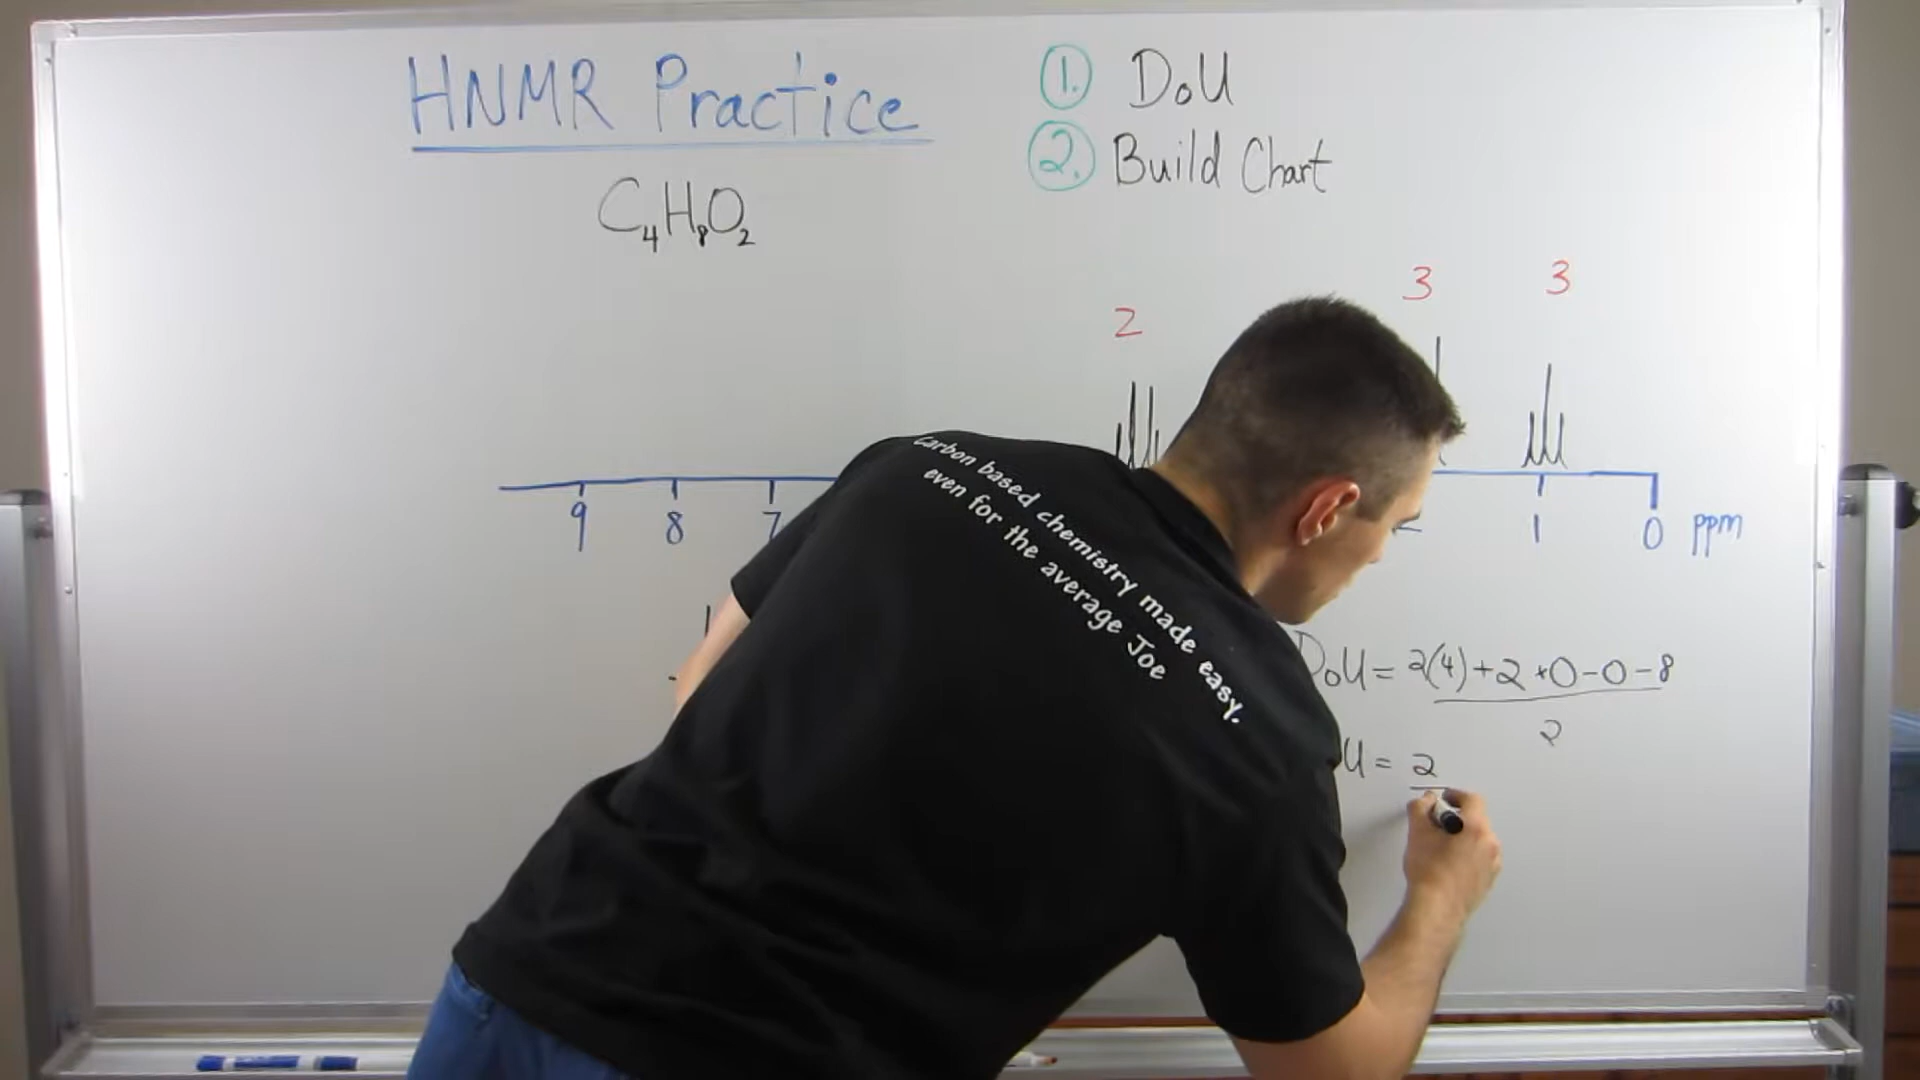 HNMR Practice
C4H8O2
1. DoU
2. Build Chart
2
3
3
9 8 7 1 0 ppm
Carbon based chemistry made easy.
even for the average Joe
DoU = 2(4)+2+0-0-8
2
U = 2